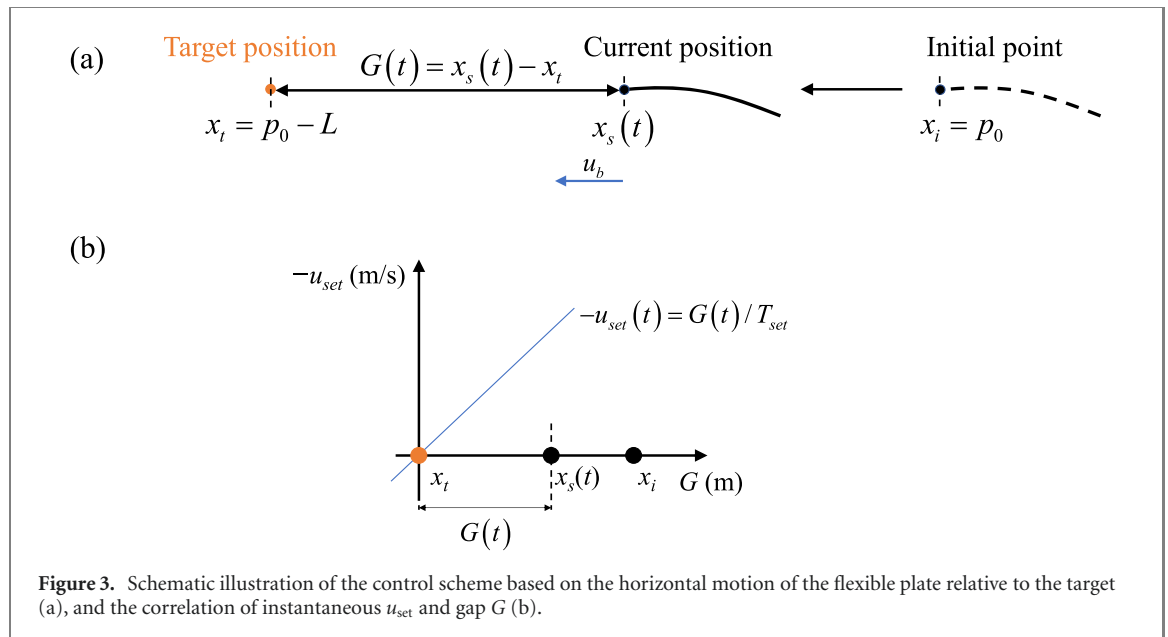 (a)
Target position
Current position
Initial point
G(t) = x_s(t) − x_t
x_t = p_0 − L
x_s(t)
x_i = p_0
u_b
(b)
−u_set (m/s)
−u_set(t) = G(t) / T_set
x_t
x_s(t)
x_i
G (m)
G(t)
Figure 3. Schematic illustration of the control scheme based on the horizontal motion of the flexible plate relative to the target
(a), and the correlation of instantaneous u_set and gap G (b).